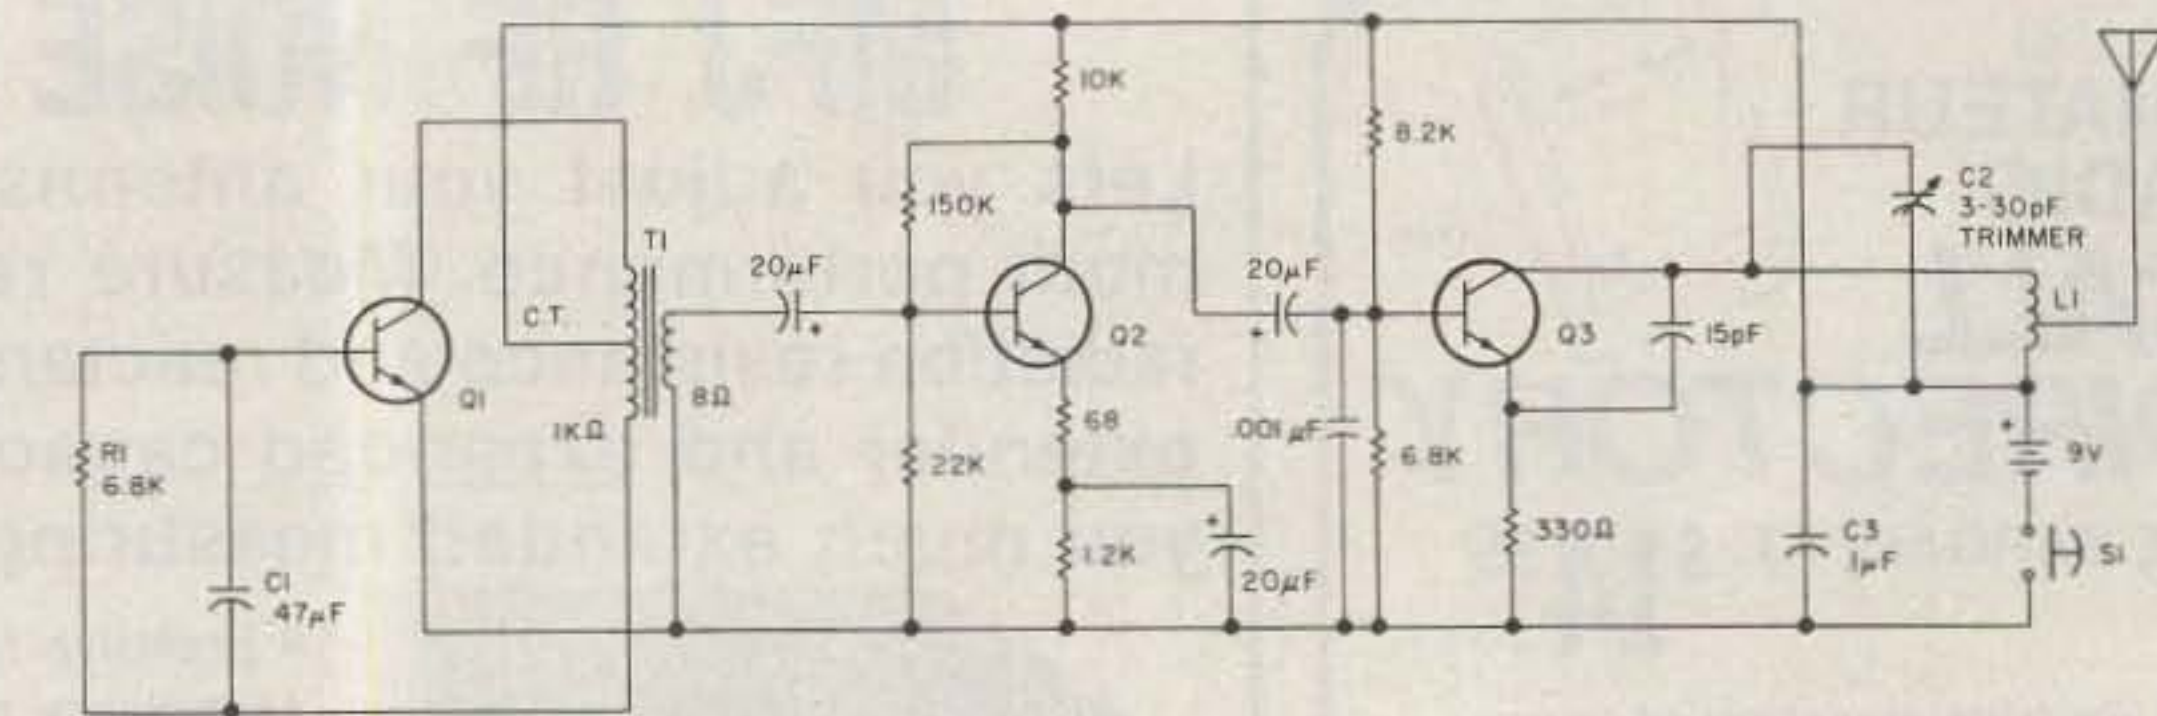 10K
8.2K
C2
3-30pF
TRIMMER
150K
T1
20µF
20µF
C.T.
L1
Q1
8Ω
1KΩ
Q2
Q3
15pF
68
.001µF
6.8K
R1
6.8K
22K
9V
330Ω
C3
.1µF
S1
C1
.47µF
1.2K
20µF